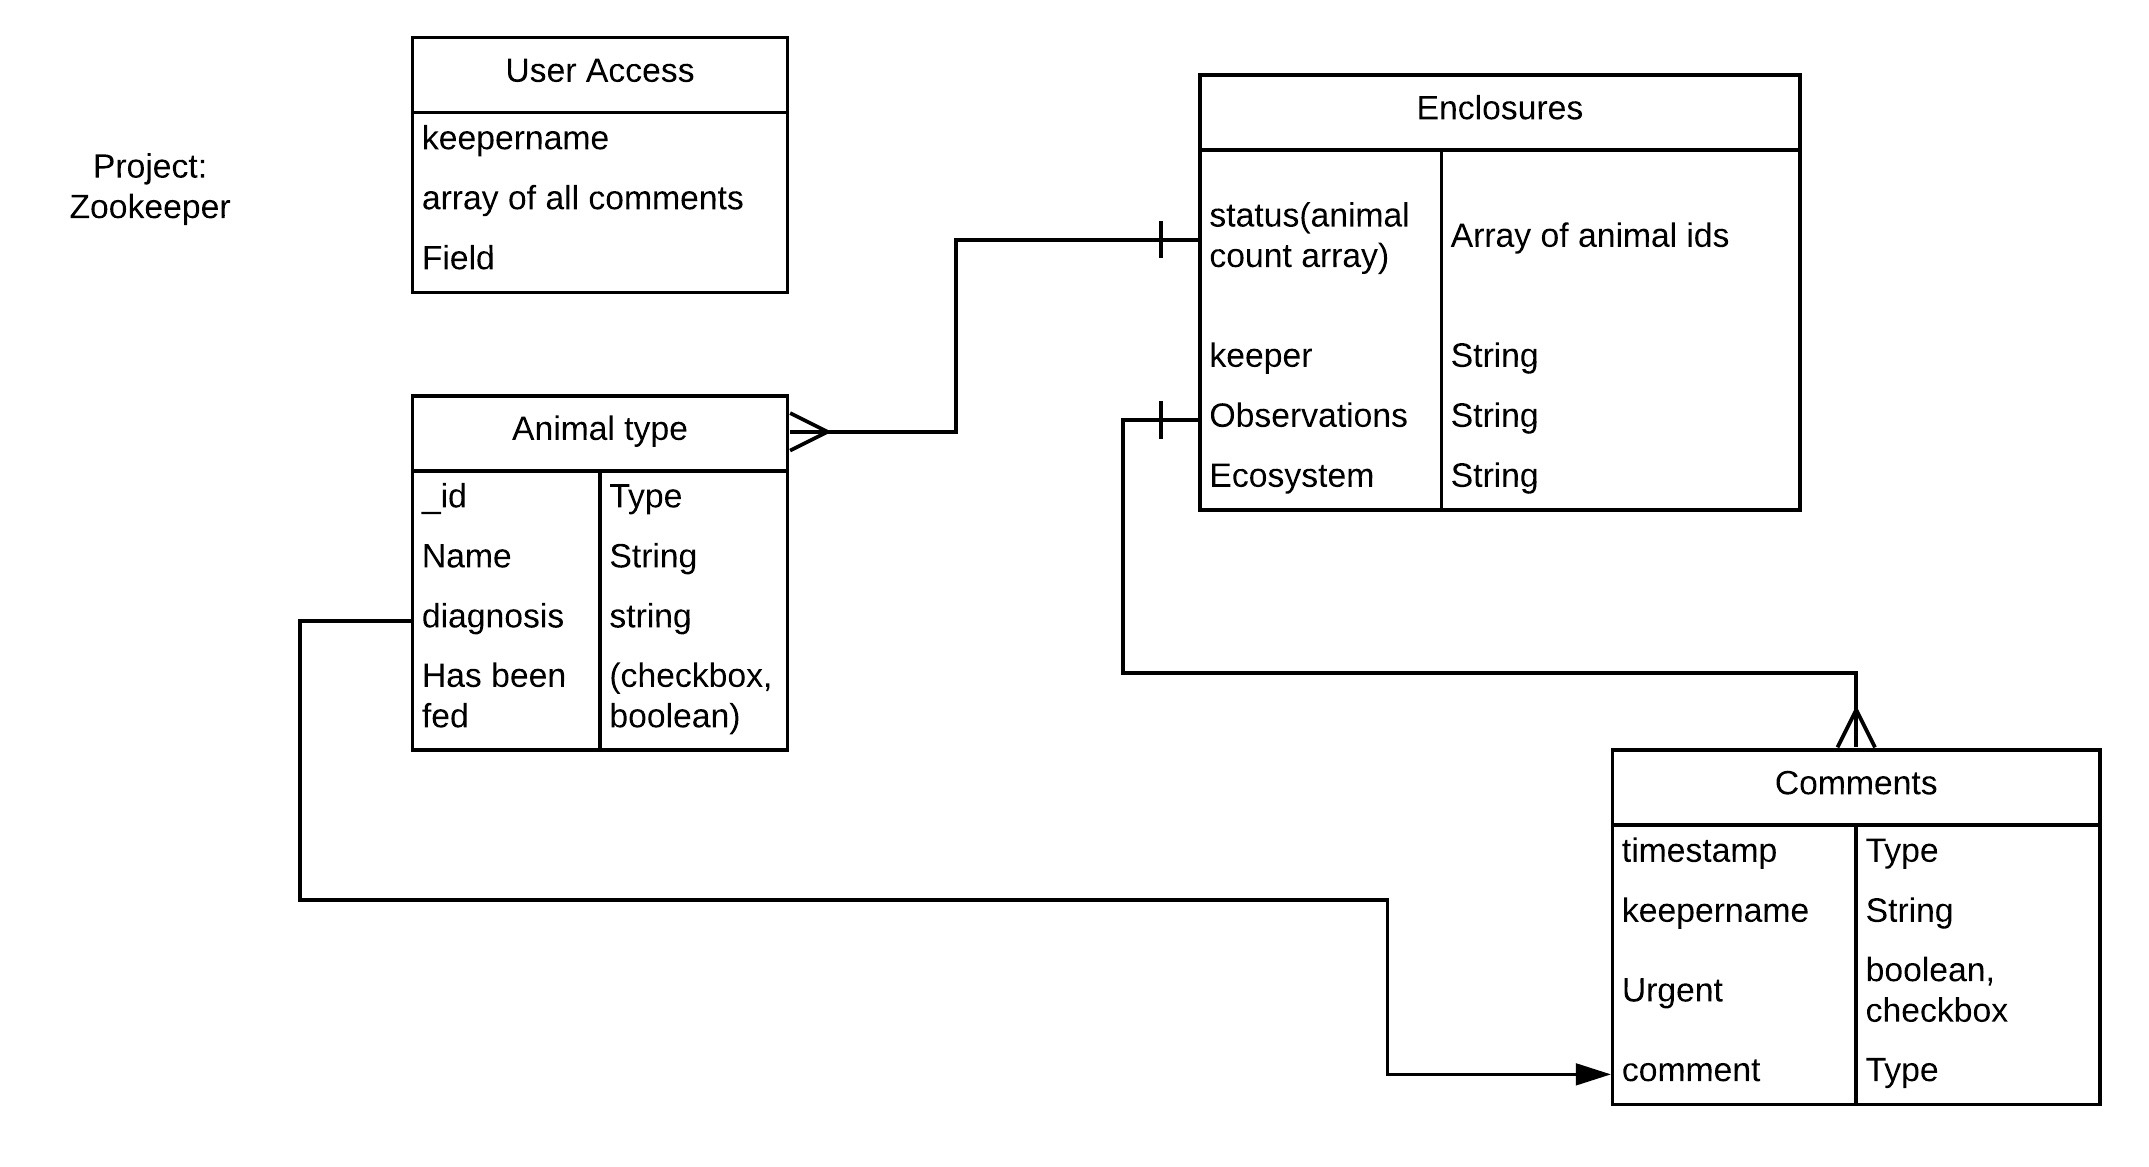 Project:
Zookeeper
User Access
keepername
array of all comments
Field
Enclosures
status(animal
count array)
Array of animal ids
keeper
String
Observations
String
Ecosystem
String
Animal type
_id
Type
Name
String
diagnosis
string
Has been
fed
(checkbox,
boolean)
Comments
timestamp
Type
keepername
String
Urgent
boolean,
checkbox
comment
Type